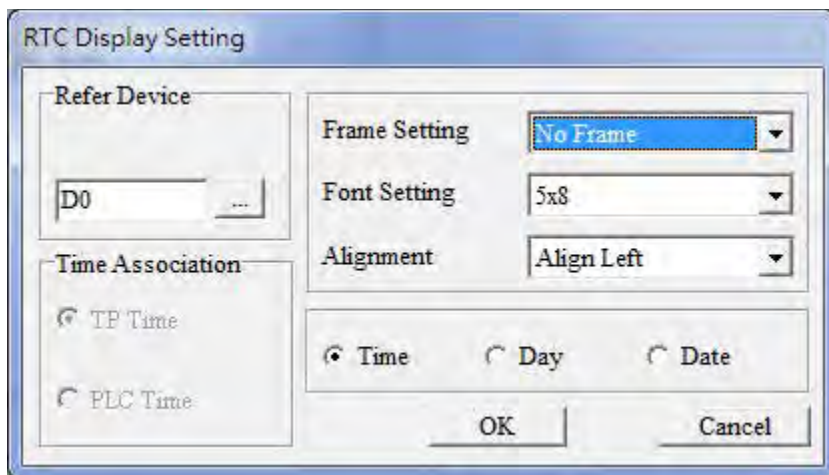 RTC Display Setting
Refer Device
D0
...
Time Association
TP Time
PLC Time
Frame Setting
No Frame
Font Setting
5x8
Alignment
Align Left
Time
Day
Date
OK
Cancel